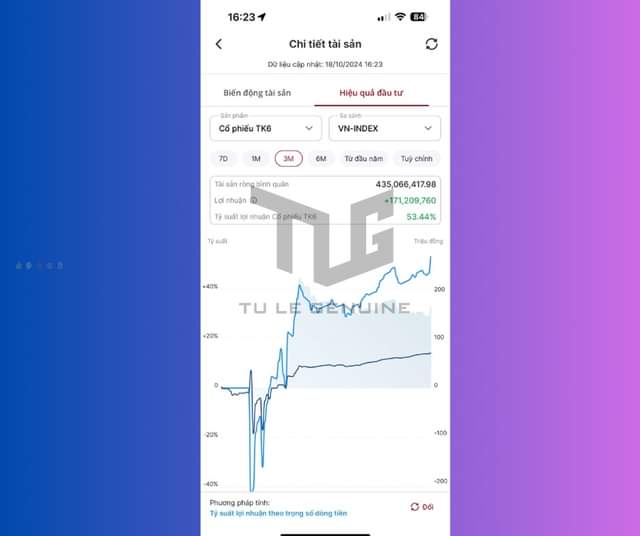 16:23
84
Chi tiết tài sản
Dữ liệu cập nhật: 18/10/2024 16:23
Biến động tài sản
Hiệu quả đầu tư
Sản phẩm
Cổ phiếu TK6
So sánh
VN-INDEX
7D 1M 3M 6M Từ đầu năm Tuỳ chỉnh
Tài sản ròng bình quân 435,066,417.98
Lợi nhuận +171,209,760
Tỷ suất lợi nhuận Cổ phiếu TK6 53.44%
TLG
TU LE GENUINE
Tỷ suất
Triệu đồng
+40% 200
+20% 100
0 0
-20% -100
-40% -200
Phương pháp tính:
Tỷ suất lợi nhuận theo trọng số dòng tiền
Đổi